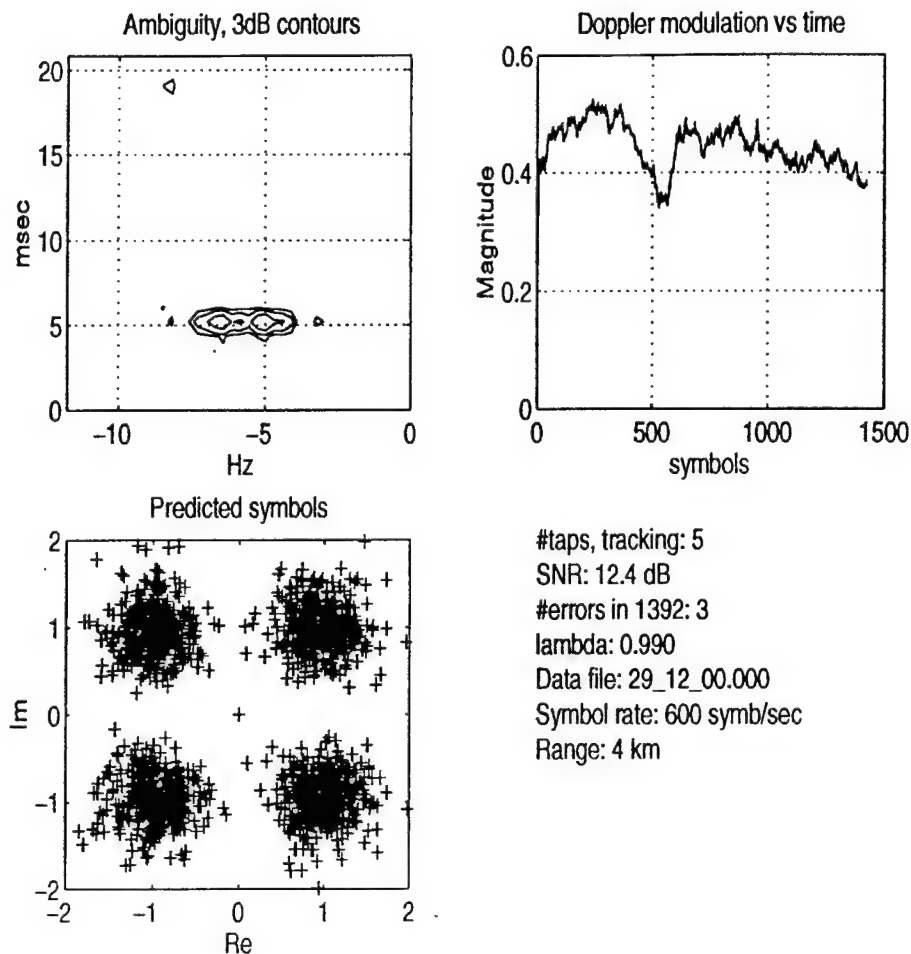 Ambiguity, 3dB contours
20
15
10
5
0
msec
-10
-5
0
Hz
Doppler modulation vs time
0.6
0.4
0.2
0
Magnitude
0
500
1000
1500
symbols
Predicted symbols
2
1
0
-1
-2
Im
-2
-1
0
1
2
Re
#taps, tracking: 5
SNR: 12.4 dB
#errors in 1392: 3
lambda: 0.990
Data file: 29_12_00.000
Symbol rate: 600 symb/sec
Range: 4 km